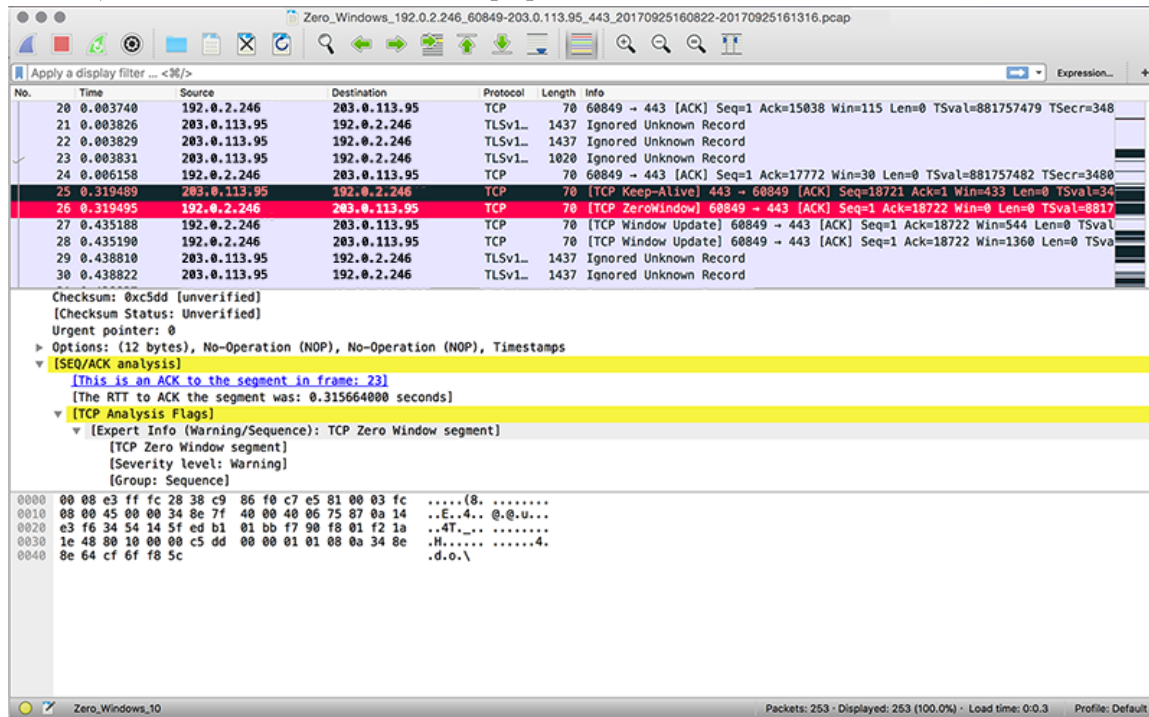 Zero_Windows_192.0.2.246_60849-203.0.113.95_443_20170925160822-20170925161316.pcap
Apply a display filter ... <⌘/> Expression... +
No. Time Source Destination Protocol Length Info
20 0.003740 192.0.2.246 203.0.113.95 TCP 70 60849 → 443 [ACK] Seq=1 Ack=15038 Win=115 Len=0 TSval=881757479 TSecr=348
21 0.003826 203.0.113.95 192.0.2.246 TLSv1… 1437 Ignored Unknown Record
22 0.003829 203.0.113.95 192.0.2.246 TLSv1… 1437 Ignored Unknown Record
23 0.003831 203.0.113.95 192.0.2.246 TLSv1… 1020 Ignored Unknown Record
24 0.006158 192.0.2.246 203.0.113.95 TCP 70 60849 → 443 [ACK] Seq=1 Ack=17772 Win=30 Len=0 TSval=881757482 TSecr=3480
25 0.319489 203.0.113.95 192.0.2.246 TCP 70 [TCP Keep-Alive] 443 → 60849 [ACK] Seq=18721 Ack=1 Win=433 Len=0 TSval=34
26 0.319495 192.0.2.246 203.0.113.95 TCP 70 [TCP ZeroWindow] 60849 → 443 [ACK] Seq=1 Ack=18722 Win=0 Len=0 TSval=8817
27 0.435188 192.0.2.246 203.0.113.95 TCP 70 [TCP Window Update] 60849 → 443 [ACK] Seq=1 Ack=18722 Win=544 Len=0 TSval
28 0.435190 192.0.2.246 203.0.113.95 TCP 70 [TCP Window Update] 60849 → 443 [ACK] Seq=1 Ack=18722 Win=1360 Len=0 TSva
29 0.438810 203.0.113.95 192.0.2.246 TLSv1… 1437 Ignored Unknown Record
30 0.438822 203.0.113.95 192.0.2.246 TLSv1… 1437 Ignored Unknown Record
Checksum: 0xc5dd [unverified]
[Checksum Status: Unverified]
Urgent pointer: 0
Options: (12 bytes), No-Operation (NOP), No-Operation (NOP), Timestamps
[SEQ/ACK analysis]
[This is an ACK to the segment in frame: 23]
[The RTT to ACK the segment was: 0.315664000 seconds]
[TCP Analysis Flags]
[Expert Info (Warning/Sequence): TCP Zero Window segment]
[TCP Zero Window segment]
[Severity level: Warning]
[Group: Sequence]
0000 00 08 e3 ff fc 28 38 c9 86 f0 c7 e5 81 00 03 fc .....(8. ........
0010 08 00 45 00 00 34 8e 7f 40 00 40 06 75 87 0a 14 ..E..4.. @.@.u...
0020 e3 f6 34 54 14 5f ed b1 01 bb f7 90 f8 01 f2 1a ..4T._.. ........
0030 1e 48 80 10 00 00 c5 dd 00 00 01 01 08 0a 34 8e .H...... ......4.
0040 8e 64 cf 6f f8 5c .d.o.\
Zero_Windows_10 Packets: 253 · Displayed: 253 (100.0%) · Load time: 0:0.3 Profile: Default